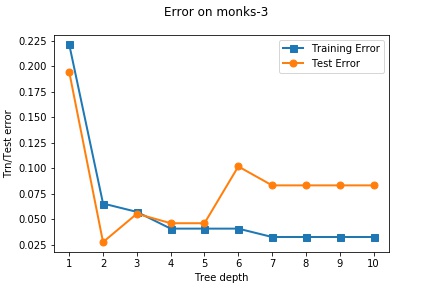 Error on monks-3
Training Error
Test Error
0.225
0.200
0.175
0.150
0.125
0.100
0.075
0.050
0.025
Trn/Test error
1 2 3 4 5 6 7 8 9 10
Tree depth